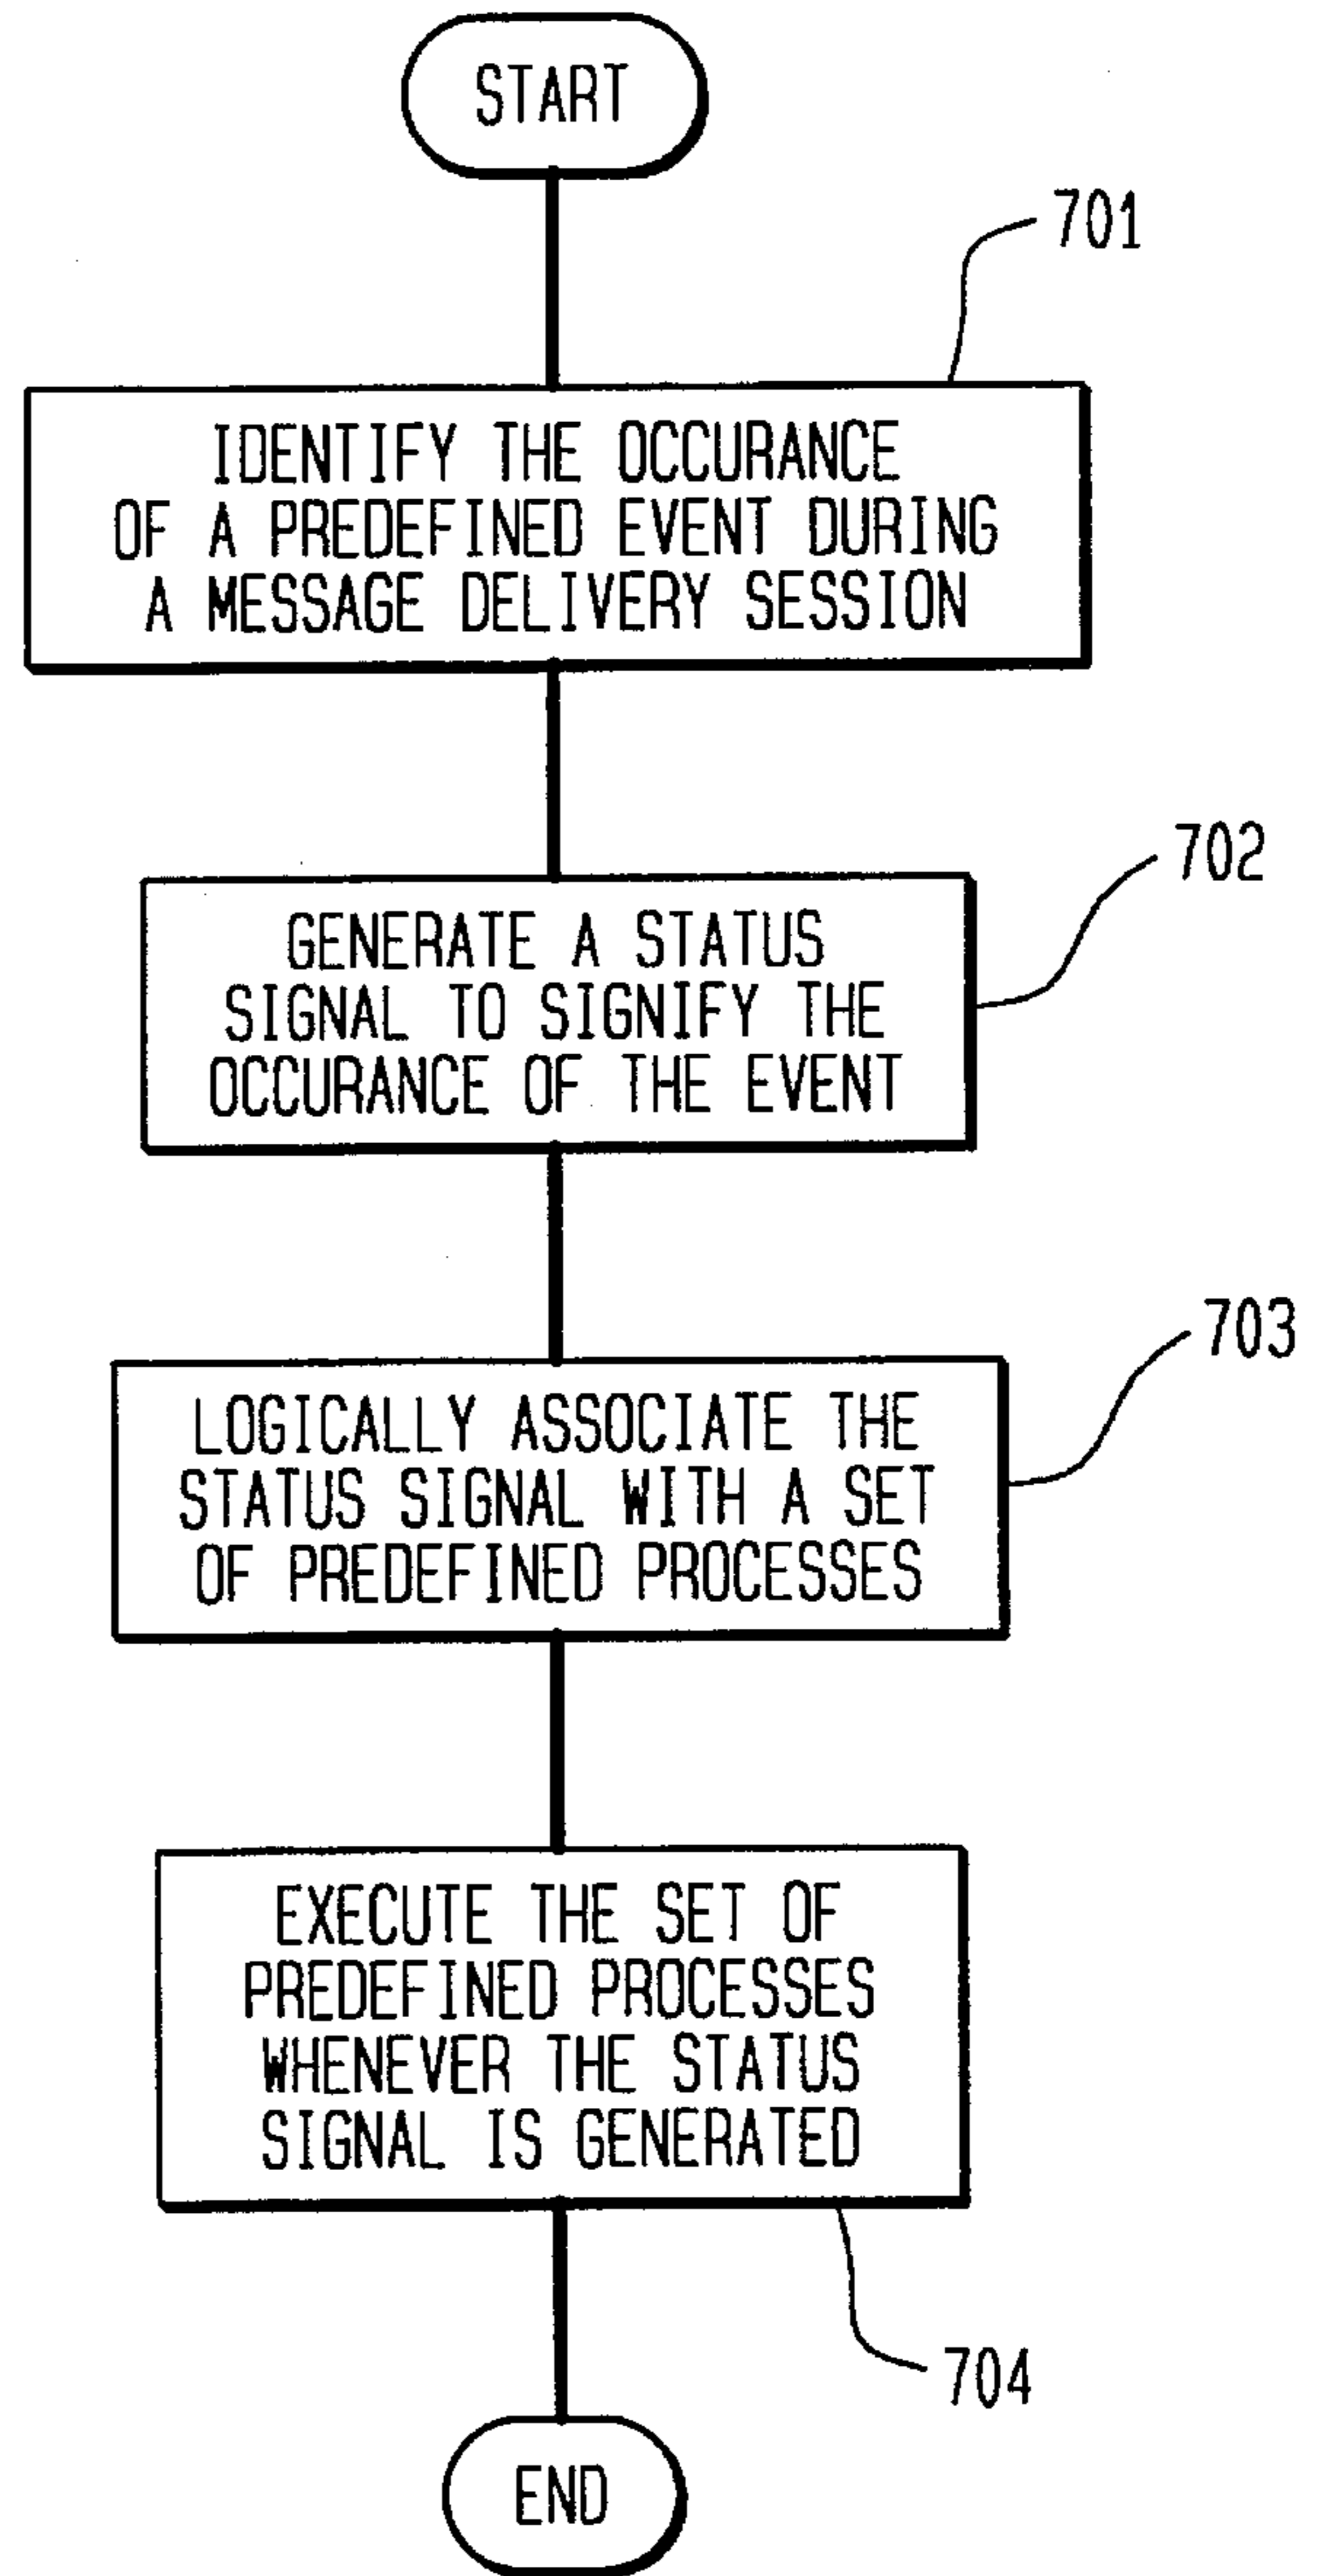 START
701
IDENTIFY THE OCCURANCE
OF A PREDEFINED EVENT DURING
A MESSAGE DELIVERY SESSION
702
GENERATE A STATUS
SIGNAL TO SIGNIFY THE
OCCURANCE OF THE EVENT
703
LOGICALLY ASSOCIATE THE
STATUS SIGNAL WITH A SET
OF PREDEFINED PROCESSES
EXECUTE THE SET OF
PREDEFINED PROCESSES
WHENEVER THE STATUS
SIGNAL IS GENERATED
704
END